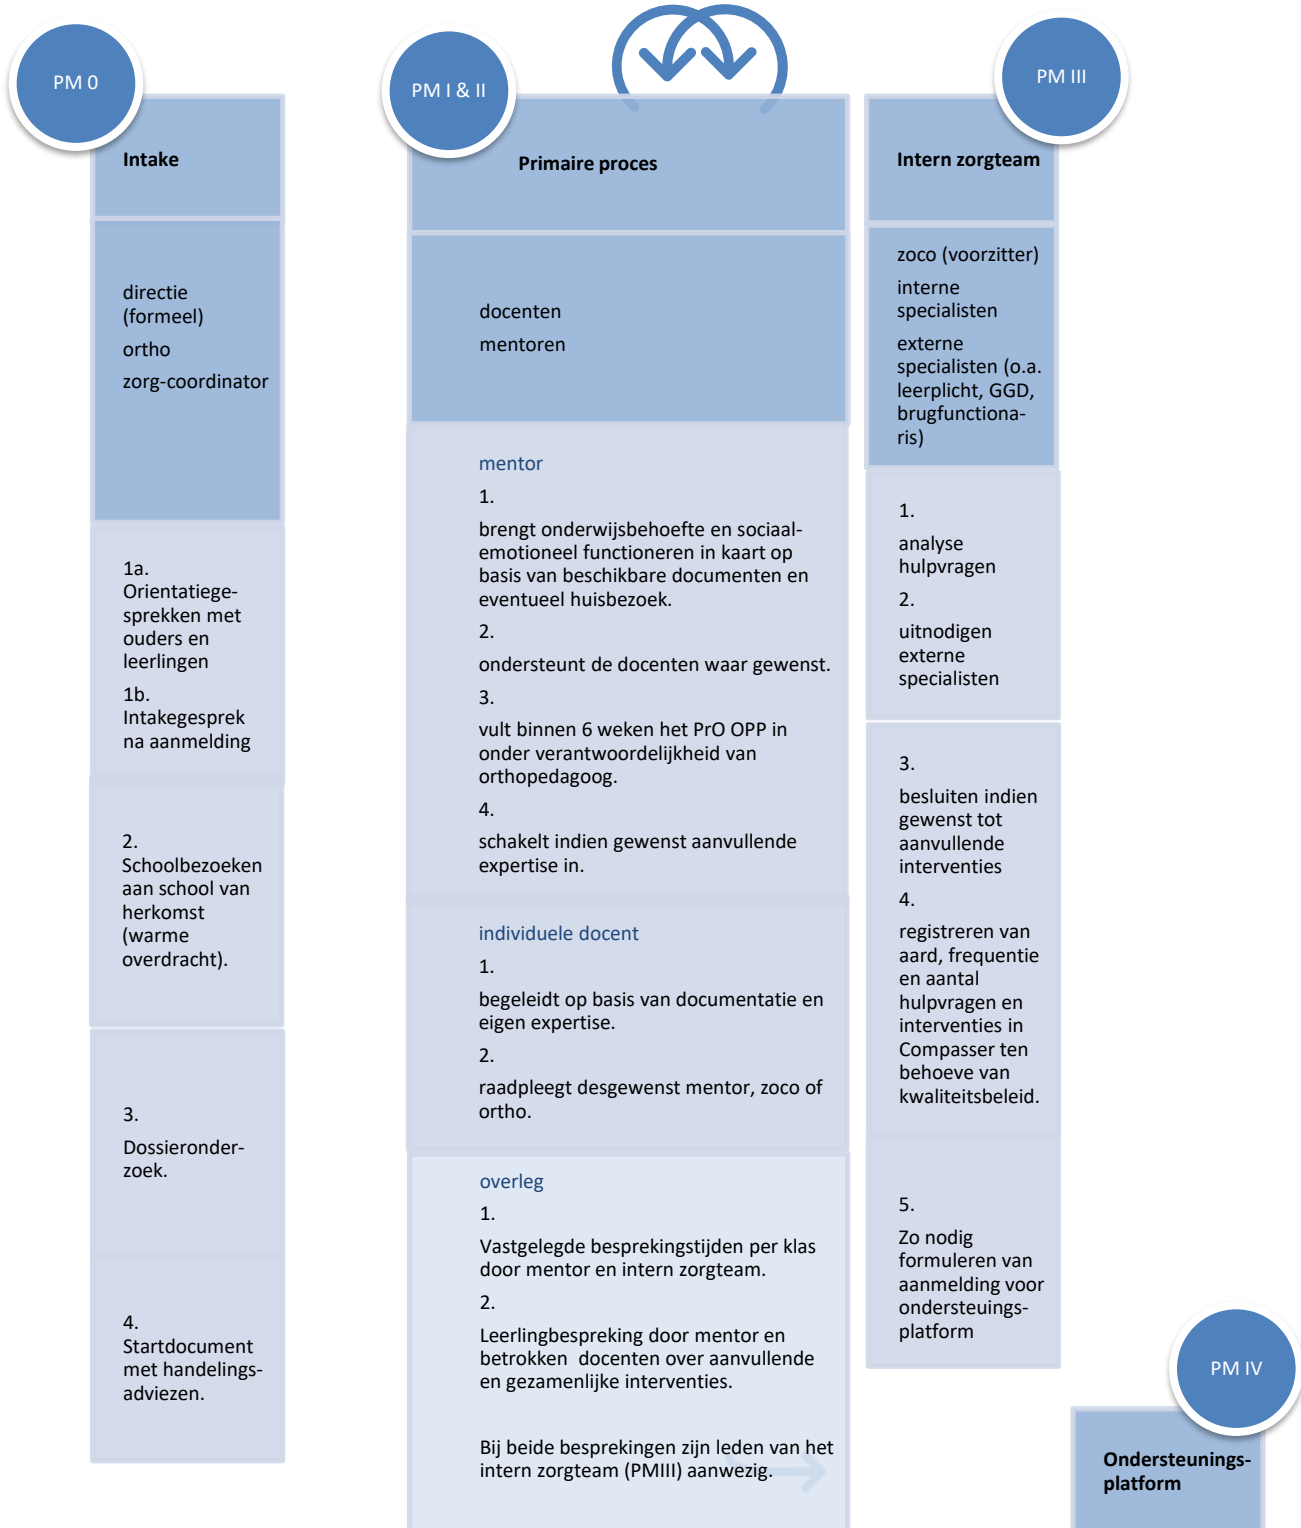 PM 0
Intake
directie
(formeel)
ortho
zorg-coordinator
1a.
Orientatiege-
sprekken met
ouders en
leerlingen
1b.
Intakegesprek
na aanmelding
2.
Schoolbezoeken
aan school van
herkomst
(warme
overdracht).
3.
Dossieronder-
zoek.
4.
Startdocument
met handelings-
adviezen.
PM I & II
Primaire proces
docenten
mentoren
mentor
1.
brengt onderwijsbehoefte en sociaal-
emotioneel functioneren in kaart op
basis van beschikbare documenten en
eventueel huisbezoek.
2.
ondersteunt de docenten waar gewenst.
3.
vult binnen 6 weken het PrO OPP in
onder verantwoordelijkheid van
orthopedagoog.
4.
schakelt indien gewenst aanvullende
expertise in.
individuele docent
1.
begeleidt op basis van documentatie en
eigen expertise.
2.
raadpleegt desgewenst mentor, zoco of
ortho.
overleg
1.
Vastgelegde besprekingstijden per klas
door mentor en intern zorgteam.
2.
Leerlingbespreking door mentor en
betrokken  docenten over aanvullende
en gezamenlijke interventies.
Bij beide besprekingen zijn leden van het
intern zorgteam (PMIII) aanwezig.
PM III
Intern zorgteam
zoco (voorzitter)
interne
specialisten
externe
specialisten (o.a.
leerplicht, GGD,
brugfunctiona-
ris)
1.
analyse
hulpvragen
2.
uitnodigen
externe
specialisten
3.
besluiten indien
gewenst tot
aanvullende
interventies
4.
registreren van
aard, frequentie
en aantal
hulpvragen en
interventies in
Compasser ten
behoeve van
kwaliteitsbeleid.
5.
Zo nodig
formuleren van
aanmelding voor
ondersteuings-
platform
PM IV
Ondersteunings-
platform